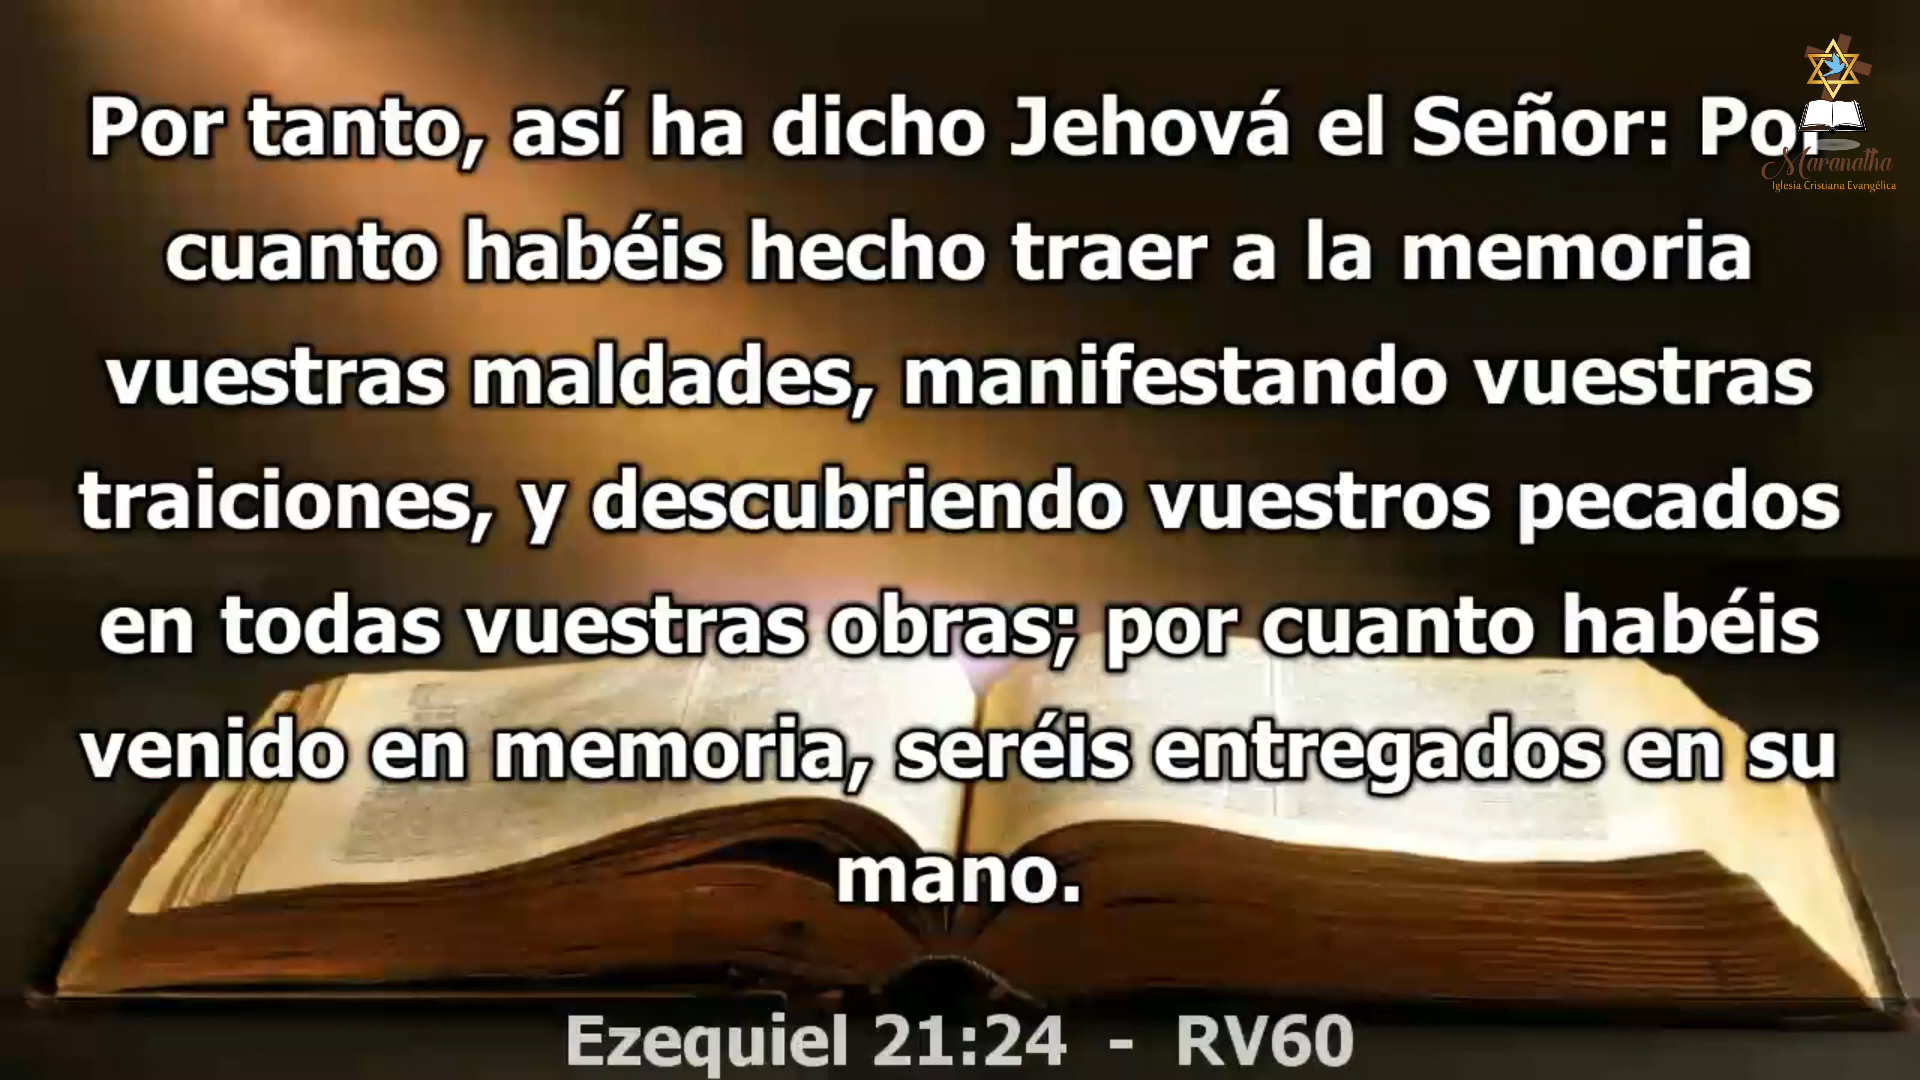 Por tanto, así ha dicho Jehová el Señor: Por
cuanto habéis hecho traer a la memoria
vuestras maldades, manifestando vuestras
traiciones, y descubriendo vuestros pecados
en todas vuestras obras; por cuanto habéis
venido en memoria, seréis entregados en su
mano.
Ezequiel 21:24 - RV60
Maranatha
Iglesia Cristiana Evangélica